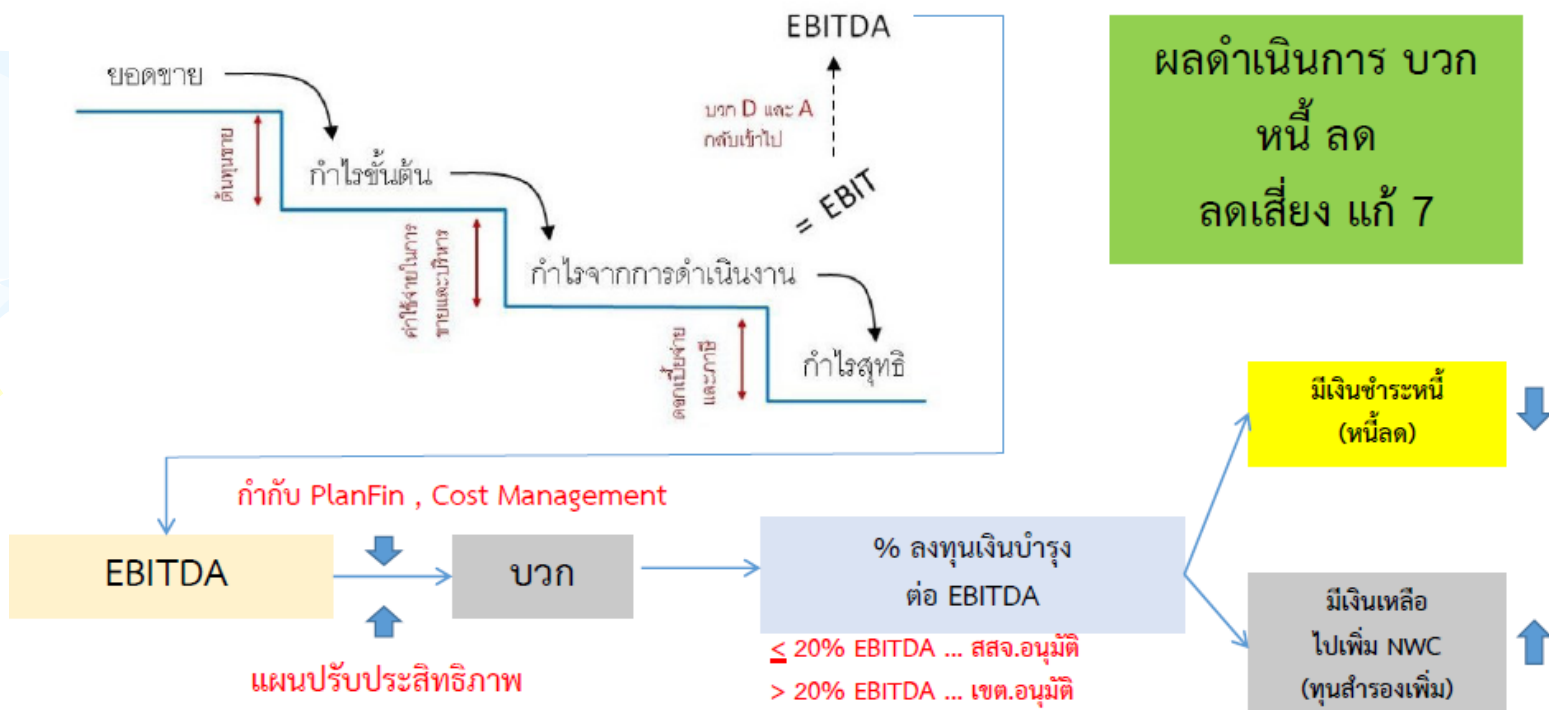 EBITDA
ยอดขาย
บวก D และ A
กลับเข้าไป
ต้นทุนขาย
กำไรขั้นต้น
= EBIT
ค่าใช้จ่ายในการ
ขายและบริหาร
กำไรจากการดำเนินงาน
ดอกเบี้ยจ่าย
และภาษี
กำไรสุทธิ
ผลดำเนินการ บวก
หนี้ ลด
ลดเสี่ยง แก้ 7
กำกับ PlanFin , Cost Management
EBITDA
บวก
แผนปรับประสิทธิภาพ
% ลงทุนเงินบำรุง
ต่อ EBITDA
≤ 20% EBITDA ... สสจ.อนุมัติ
> 20% EBITDA ... เขต.อนุมัติ
มีเงินชำระหนี้
(หนี้ลด)
มีเงินเหลือ
ไปเพิ่ม NWC
(ทุนสำรองเพิ่ม)